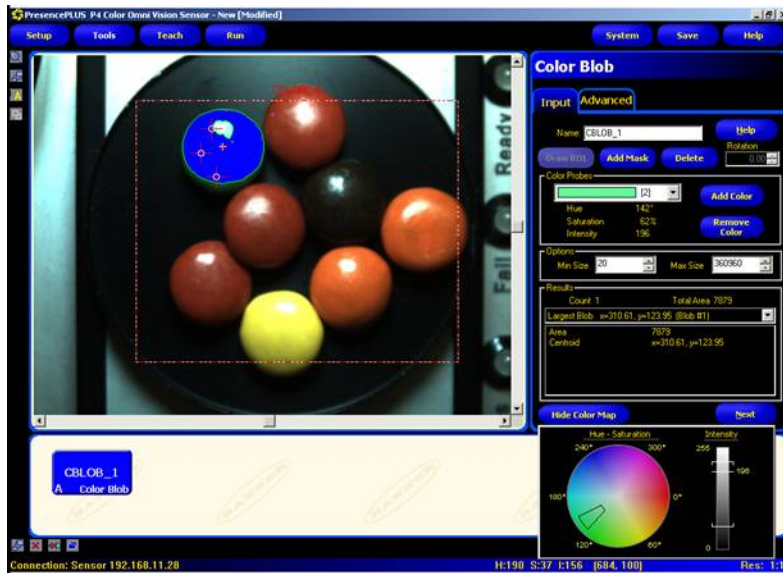 PresencePLUS P4 Color Omni Vision Sensor - New [Modified]
Setup Tools Teach Run System Save Help
Color Blob
Input Advanced
Name: CBLOB_1 Help
Rotation
Draw ROI Add Mask Delete 0.00
Color Probes
[2] Add Color
Hue 142°
Saturation 62%
Intensity 196
Remove Color
Options
Min Size 20 Max Size 360960
Results
Count 1 Total Area 7879
Largest Blob x=310.61, y=123.95 (Blob #1)
Area 7879
Centroid x=310.61, y=123.95
Hide Color Map Next
Hue - Saturation Intensity
240° 300° 255
196
180° 0°
120° 60° 0
Ready
Fail
CBLOB_1
A Color Blob
Connection: Sensor 192.168.11.28 H:190 S:37 I:156 (684, 100)